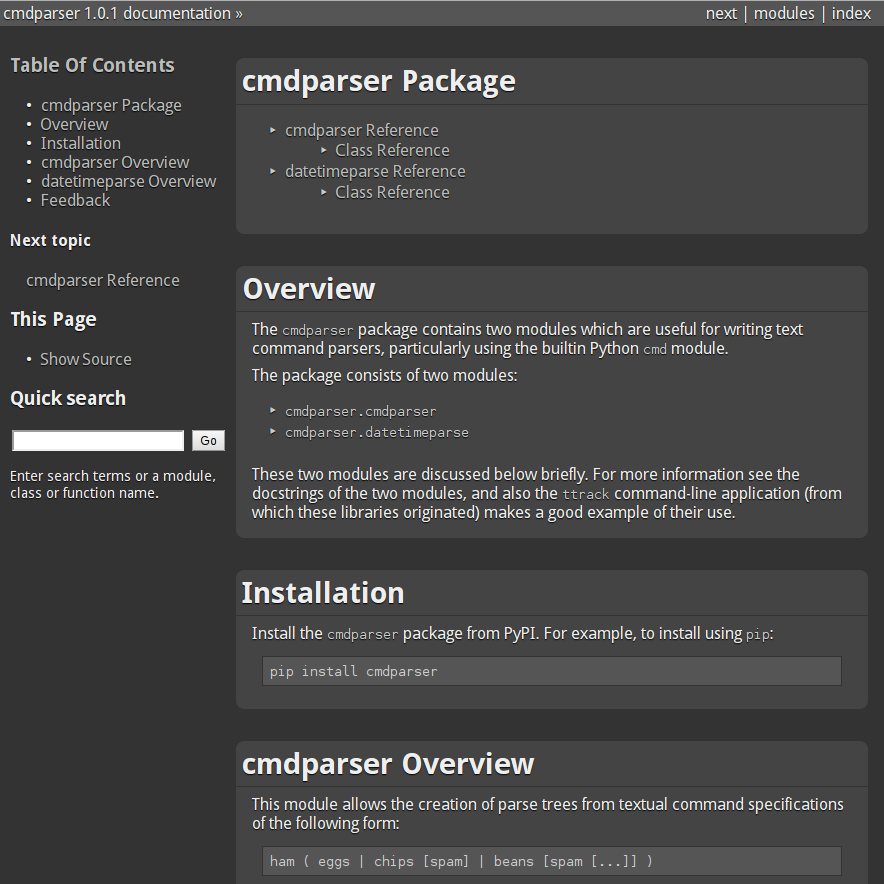 cmdparser 1.0.1 documentation »
next | modules | index
Table Of Contents
• cmdparser Package
• Overview
• Installation
• cmdparser Overview
• datetimeparse Overview
• Feedback
Next topic
cmdparser Reference
This Page
• Show Source
Quick search
Go
Enter search terms or a module,
class or function name.
cmdparser Package
‣ cmdparser Reference
‣ Class Reference
‣ datetimeparse Reference
‣ Class Reference
Overview
The cmdparser package contains two modules which are useful for writing text
command parsers, particularly using the builtin Python cmd module.
The package consists of two modules:
‣ cmdparser.cmdparser
‣ cmdparser.datetimeparse
These two modules are discussed below briefly. For more information see the
docstrings of the two modules, and also the ttrack command-line application (from
which these libraries originated) makes a good example of their use.
Installation
Install the cmdparser package from PyPI. For example, to install using pip:
pip install cmdparser
cmdparser Overview
This module allows the creation of parse trees from textual command specifications
of the following form:
ham ( eggs | chips [spam] | beans [spam [...]] )